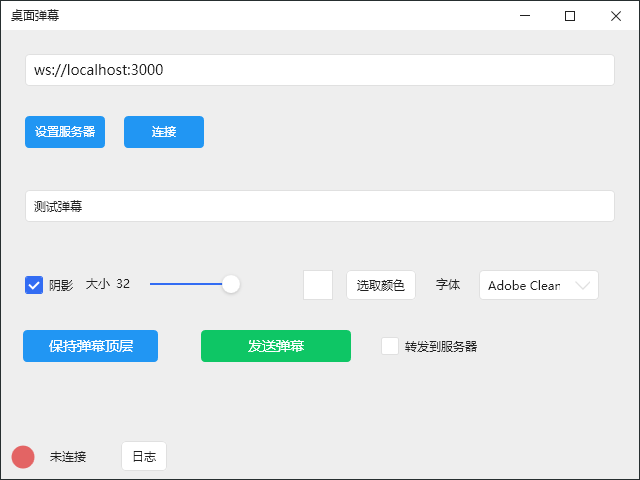 桌面弹幕
ws://localhost:3000
设置服务器 连接
测试弹幕
阴影 大小 32 选取颜色 字体 Adobe Clean
保持弹幕顶层 发送弹幕 转发到服务器
未连接 日志